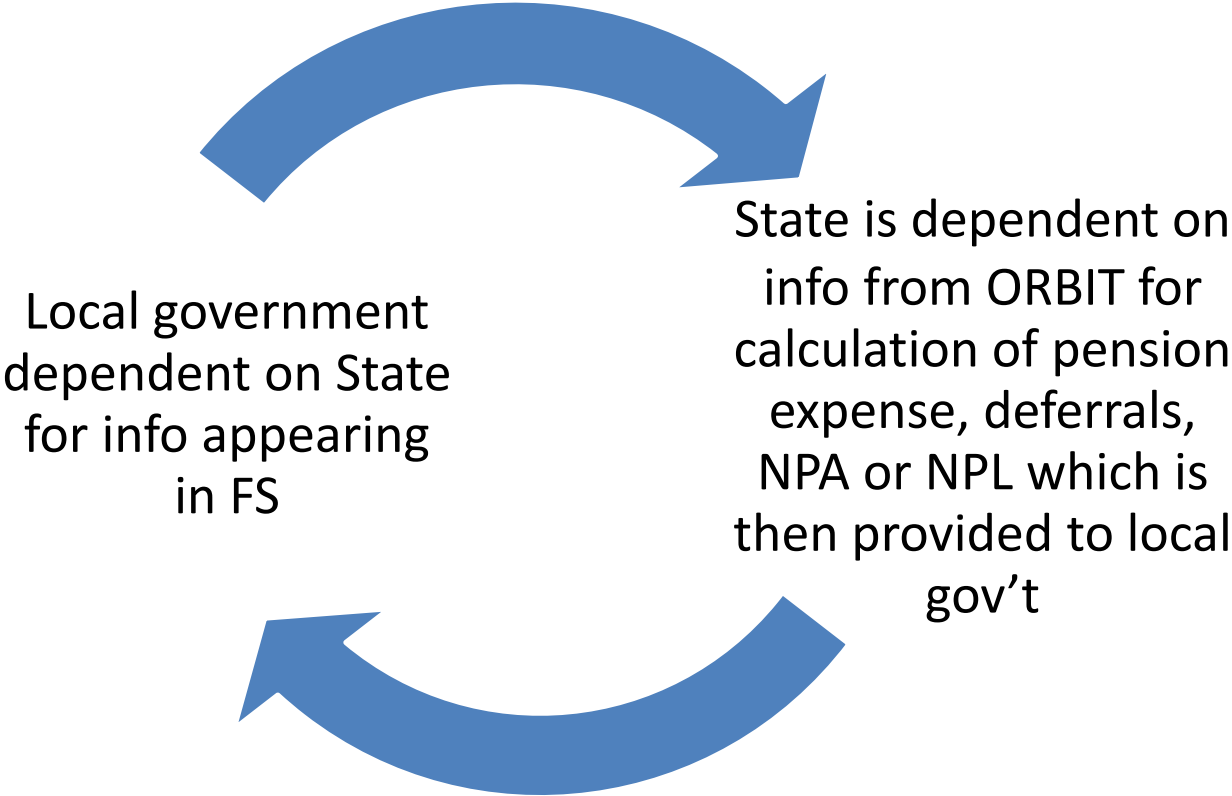 Local government
dependent on State
for info appearing
in FS
State is dependent on
info from ORBIT for
calculation of pension
expense, deferrals,
NPA or NPL which is
then provided to local
gov’t